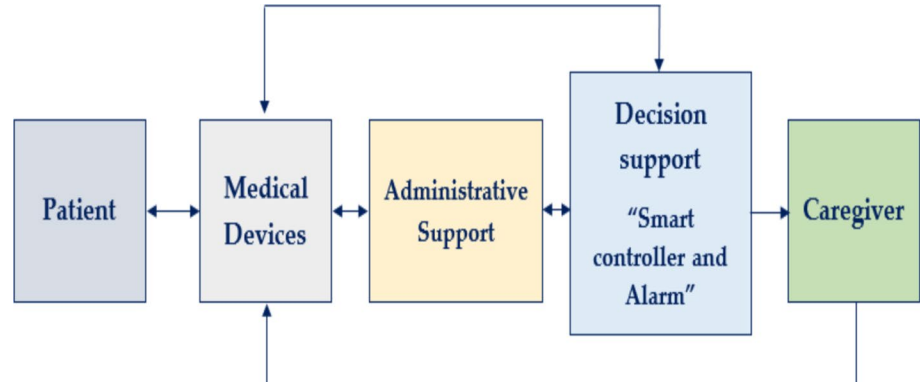 Patient
Medical
Devices
Administrative
Support
Decision
support
“Smart
controller and
Alarm”
Caregiver